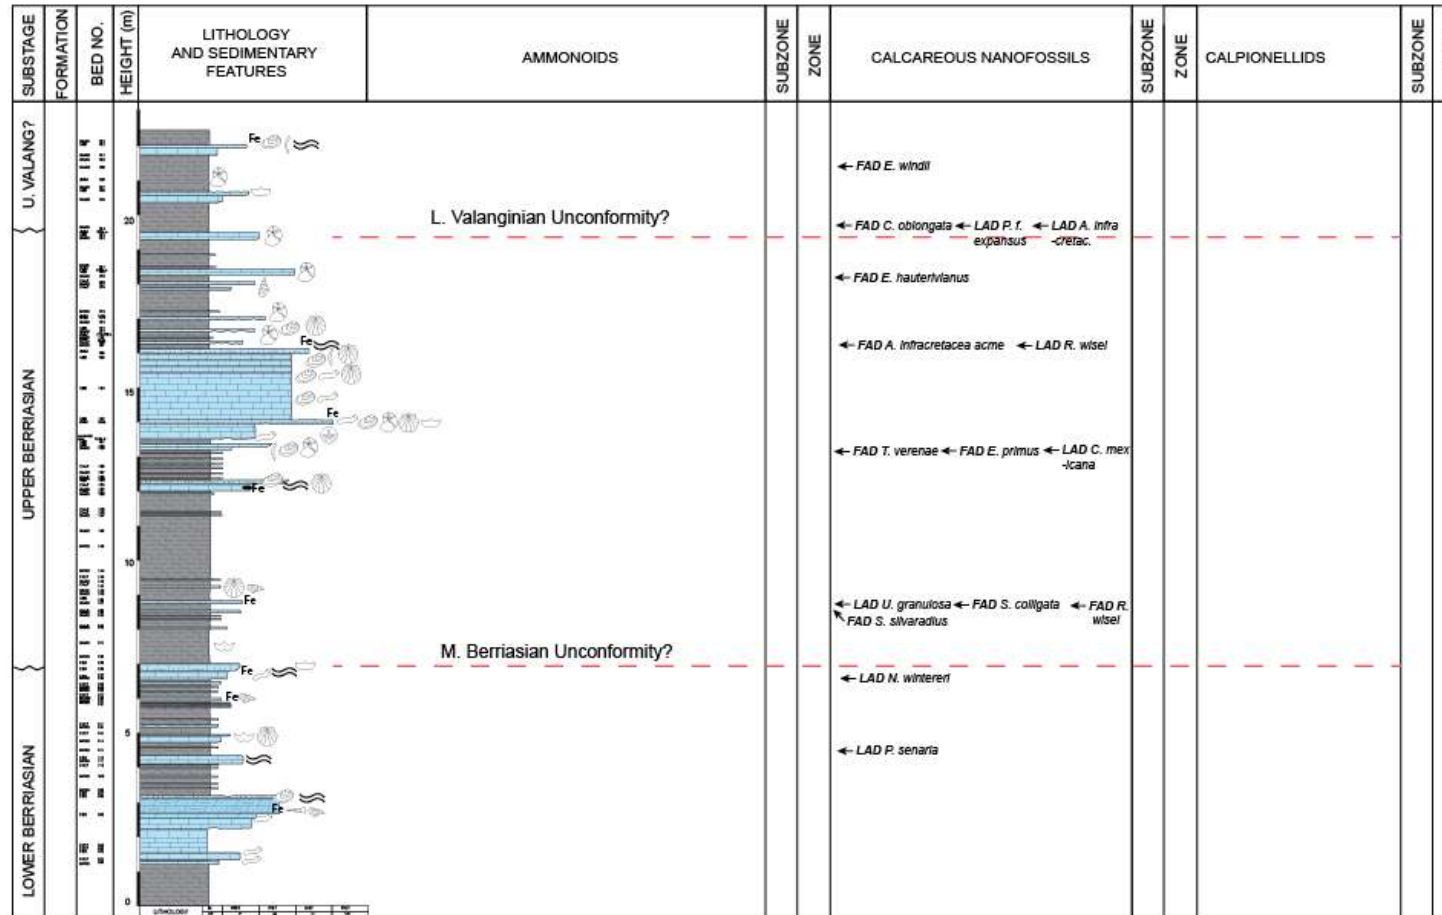 SUBSTAGE
FORMATION
BED NO.
HEIGHT (m)
LITHOLOGY
AND SEDIMENTARY
FEATURES
AMMONOIDS
SUBZONE
ZONE
CALCAREOUS NANOFOSSILS
SUBZONE
ZONE
CALPIONELLIDS
SUBZONE
U. VALANG?
Fe
FAD E. windii
20
L. Valanginian Unconformity?
FAD C. oblongata LAD P. f. LAD A. infra
expansus -cretac.
FAD E. hauterivianus
UPPER BERRIASIAN
Fe
FAD A. infracretacea acme LAD R. wisei
15
Fe
FAD T. verenae FAD E. primus LAD C. mex
-icana
Fe
10
Fe
LAD U. granulosa FAD S. colligata FAD R.
FAD S. silvaradius wisei
M. Berriasian Unconformity?
Fe
LAD N. wintereri
Fe
5
LAD P. senaria
LOWER BERRIASIAN
Fe
0
LITHOLOGY